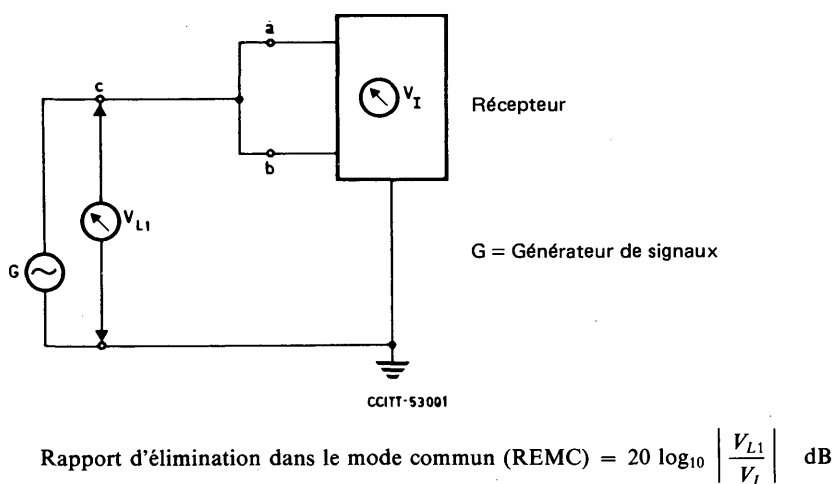 a
c
V_I
Récepteur
b
V_L1
G
G = Générateur de signaux
CCITT-53001
Rapport d'élimination dans le mode commun (REMC) = 20 log₁₀ |V_L1 / V_I| dB